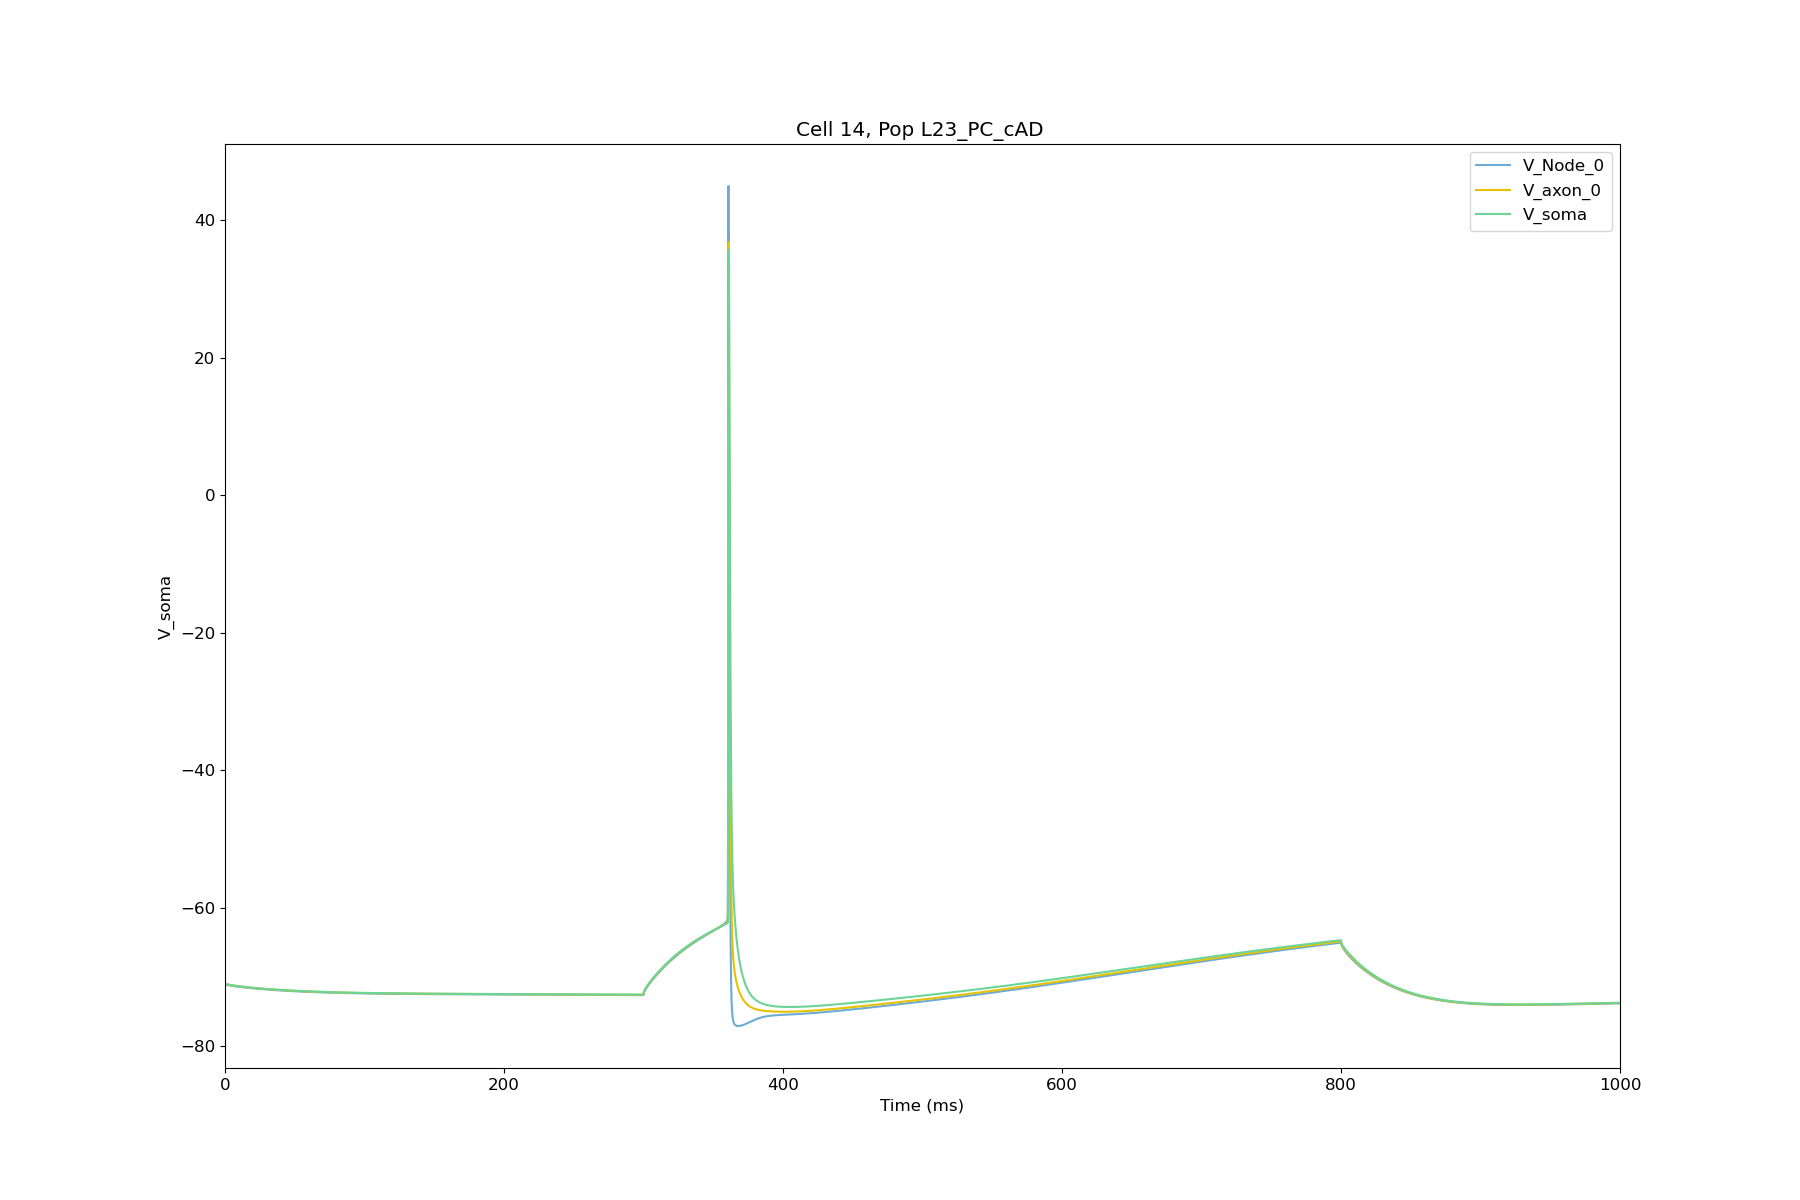 Cell 14, Pop L23_PC_cAD
V_Node_0
V_axon_0
V_soma
40
20
0
−20
−40
−60
−80
V_soma
0 200 400 600 800 1000
Time (ms)